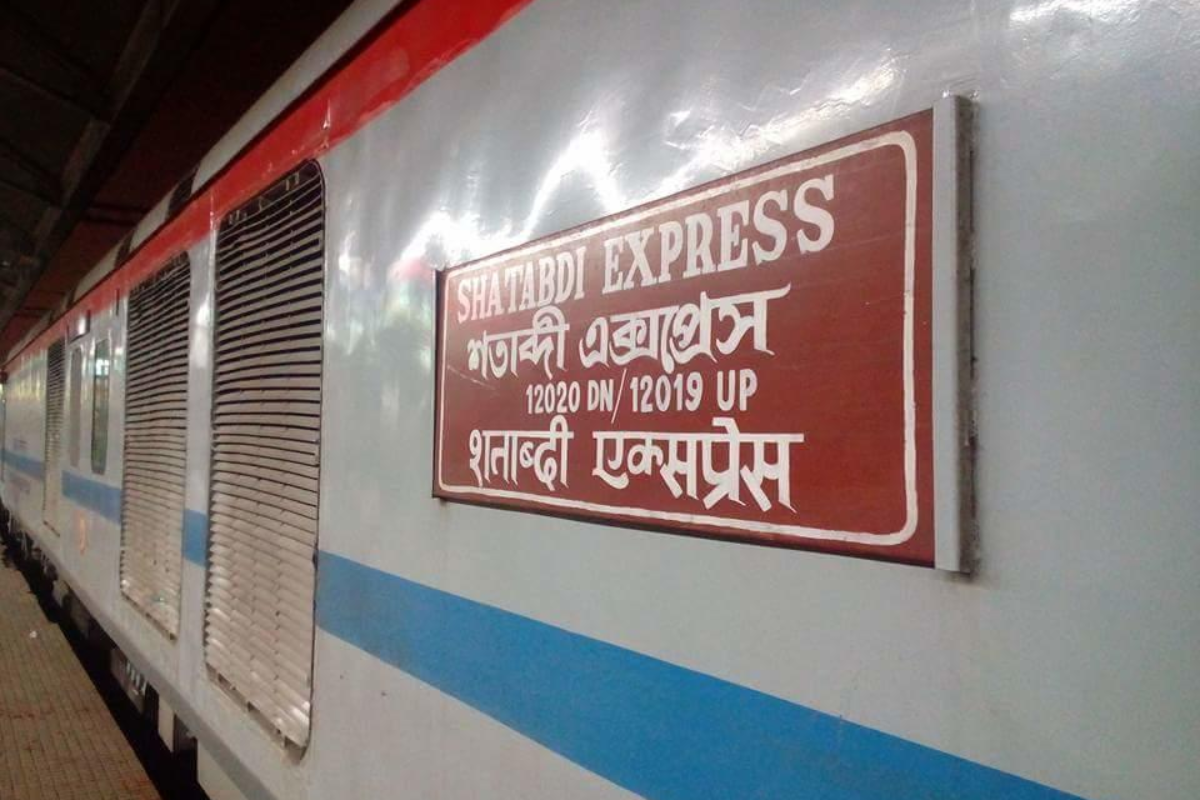 SHATABDI EXPRESS
শতাব্দী এক্সপ্রেস
12020 DN/12019 UP
शताब्दी एक्सप्रेस